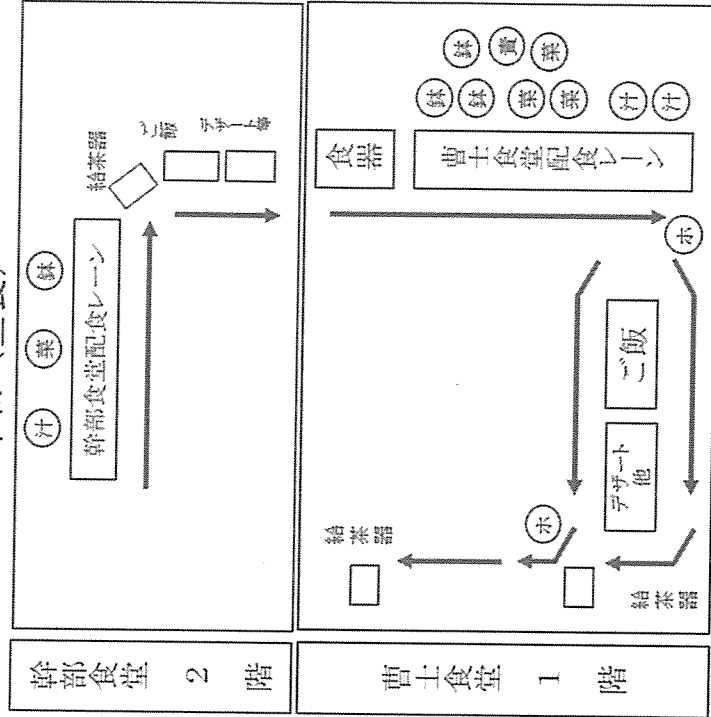 幹部食堂 2 階
汁
菜
鉢
幹部食堂配食レーン
給茶器
ご飯
デザート等
曹士食堂 1 階
食器
曹士食堂配食レーン
鉢
責
菜
鉢
鉢
菜
菜
汁
汁
ホ
ご飯
デザート
他
ホ
給茶器
給茶器